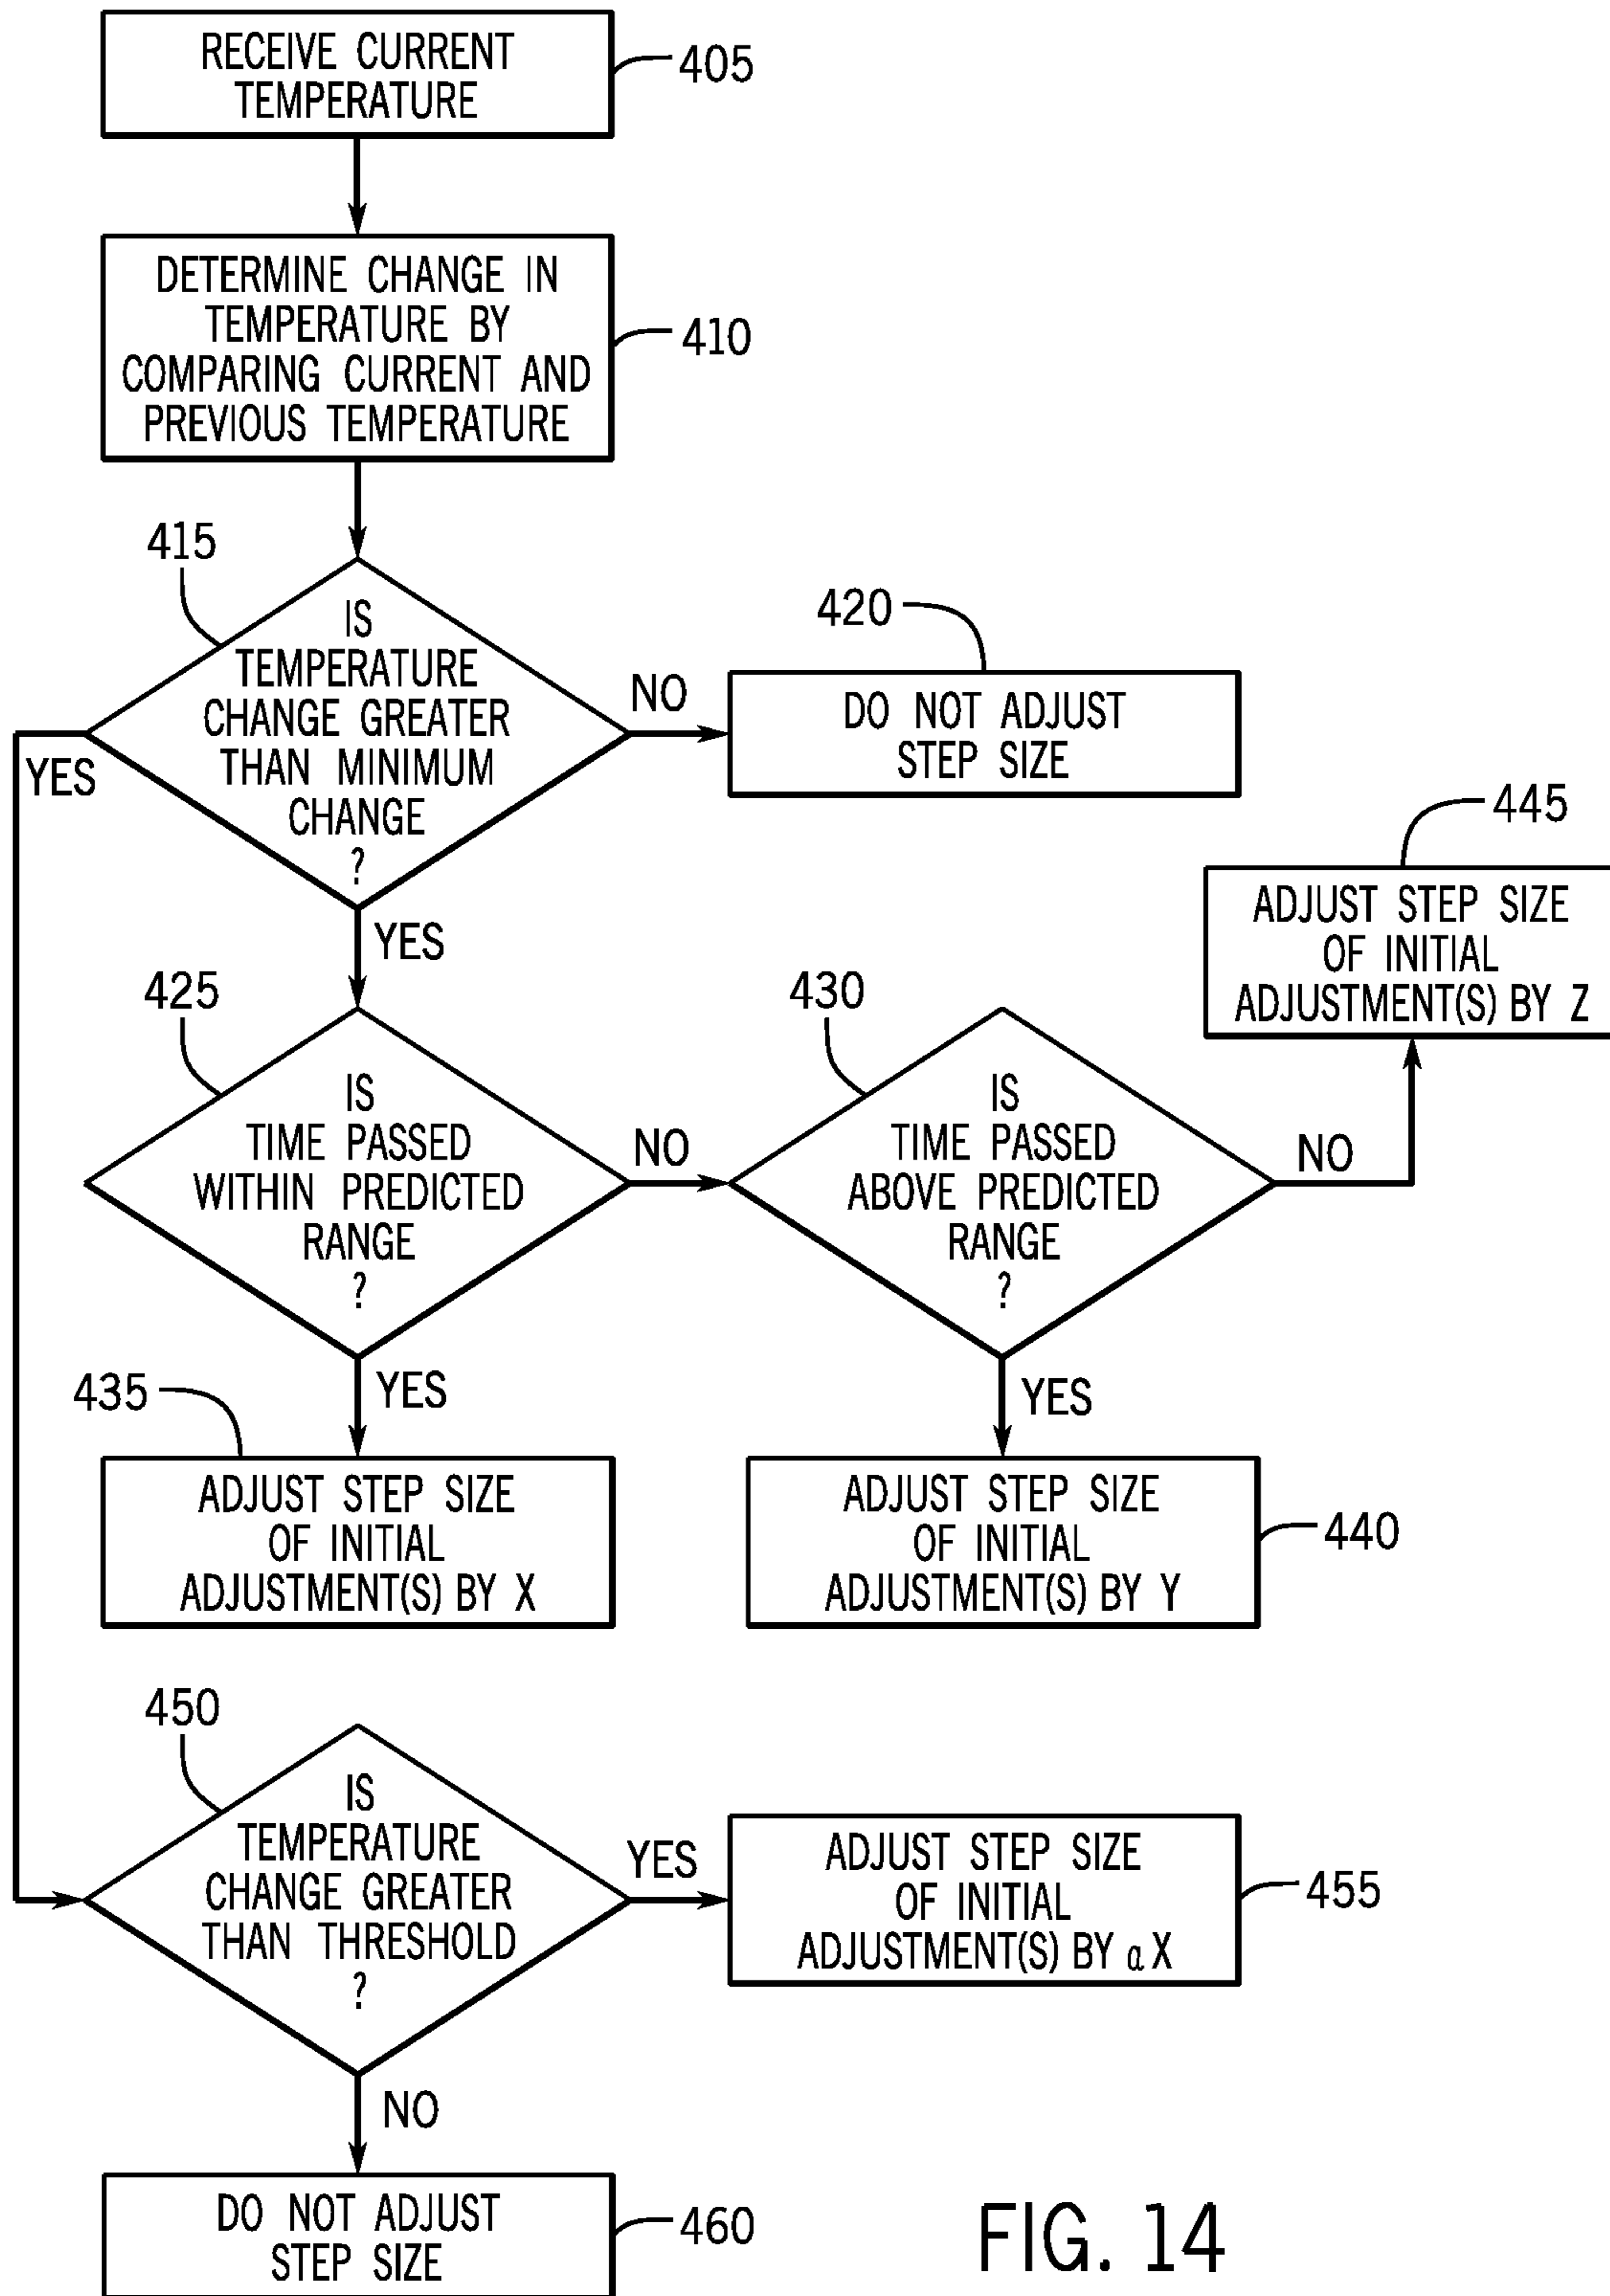 RECEIVE CURRENT
TEMPERATURE
405
DETERMINE CHANGE IN
TEMPERATURE BY
COMPARING CURRENT AND
PREVIOUS TEMPERATURE
410
415
IS
TEMPERATURE
CHANGE GREATER
THAN MINIMUM
CHANGE
?
NO
YES
420
DO NOT ADJUST
STEP SIZE
445
ADJUST STEP SIZE
OF INITIAL
ADJUSTMENT(S) BY Z
YES
425
IS
TIME PASSED
WITHIN PREDICTED
RANGE
?
NO
430
IS
TIME PASSED
ABOVE PREDICTED
RANGE
?
NO
YES
435
ADJUST STEP SIZE
OF INITIAL
ADJUSTMENT(S) BY X
YES
ADJUST STEP SIZE
OF INITIAL
ADJUSTMENT(S) BY Y
440
450
IS
TEMPERATURE
CHANGE GREATER
THAN THRESHOLD
?
YES
ADJUST STEP SIZE
OF INITIAL
ADJUSTMENT(S) BY α X
455
NO
DO NOT ADJUST
STEP SIZE
460
FIG. 14